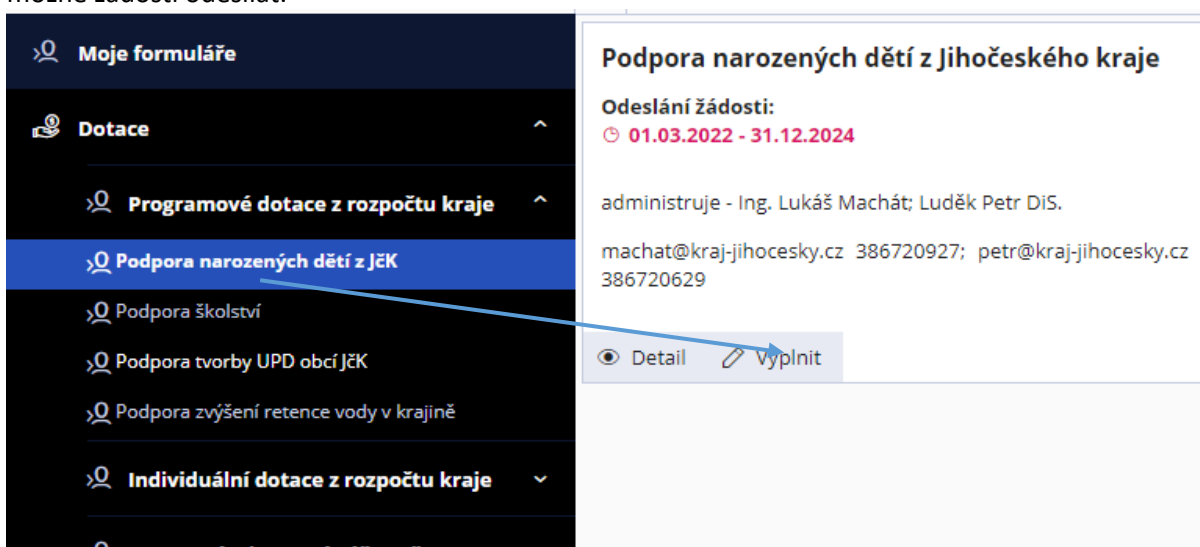 Moje formuláře
Dotace
Programové dotace z rozpočtu kraje
Podpora narozených dětí z JčK
Podpora školství
Podpora tvorby UPD obcí JčK
Podpora zvýšení retence vody v krajině
Individuální dotace z rozpočtu kraje
Podpora narozených dětí z Jihočeského kraje
Odeslání žádosti:
01.03.2022 - 31.12.2024
administruje - Ing. Lukáš Machát; Luděk Petr DiS.
machat@kraj-jihocesky.cz 386720927; petr@kraj-jihocesky.cz
386720629
Detail Vyplnit